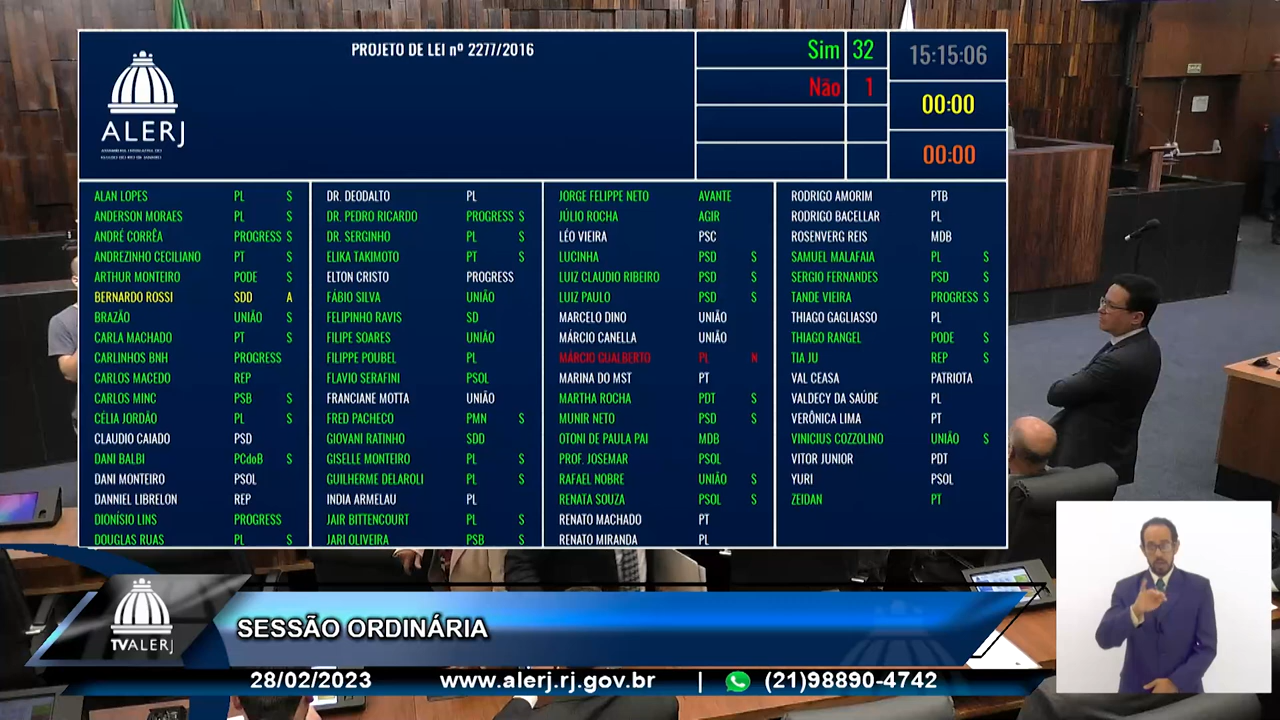 PROJETO DE LEI nº 2277/2016
Sim 32
Não 1
15:15:06
00:00
00:00
ALERJ
ALAN LOPES PL S
ANDERSON MORAES PL S
ANDRÉ CORRÊA PROGRESS S
ANDREZINHO CECILIANO PT S
ARTHUR MONTEIRO PODE S
BERNARDO ROSSI SDD A
BRAZÃO UNIÃO S
CARLA MACHADO PT S
CARLINHOS BNH PROGRESS
CARLOS MACEDO REP
CARLOS MINC PSB S
CÉLIA JORDÃO PL S
CLAUDIO CAIADO PSD
DANI BALBI PCdoB S
DANI MONTEIRO PSOL
DANNIEL LIBRELON REP
DIONÍSIO LINS PROGRESS
DOUGLAS RUAS PL S
DR. DEODALTO PL
DR. PEDRO RICARDO PROGRESS S
DR. SERGINHO PL S
ELIKA TAKIMOTO PT S
ELTON CRISTO PROGRESS
FÁBIO SILVA UNIÃO
FELIPINHO RAVIS SD
FILIPE SOARES UNIÃO
FILIPPE POUBEL PL
FLAVIO SERAFINI PSOL
FRANCIANE MOTTA UNIÃO
FRED PACHECO PMN S
GIOVANI RATINHO SDD
GISELLE MONTEIRO PL S
GUILHERME DELAROLI PL S
INDIA ARMELAU PL
JAIR BITTENCOURT PL S
JARI OLIVEIRA PSB S
JORGE FELIPPE NETO AVANTE
JÚLIO ROCHA AGIR
LÉO VIEIRA PSC
LUCINHA PSD S
LUIZ CLAUDIO RIBEIRO PSD S
LUIZ PAULO PSD S
MARCELO DINO UNIÃO
MÁRCIO CANELLA UNIÃO
MÁRCIO GUALBERTO PL N
MARINA DO MST PT
MARTHA ROCHA PDT S
MUNIR NETO PSD S
OTONI DE PAULA PAI MDB
PROF. JOSEMAR PSOL
RAFAEL NOBRE UNIÃO S
RENATA SOUZA PSOL S
RENATO MACHADO PT
RENATO MIRANDA PL
RODRIGO AMORIM PTB
RODRIGO BACELLAR PL
ROSENVERG REIS MDB
SAMUEL MALAFAIA PL S
SERGIO FERNANDES PSD S
TANDE VIEIRA PROGRESS S
THIAGO GAGLIASSO PL
THIAGO RANGEL PODE S
TIA JU REP S
VAL CEASA PATRIOTA
VALDECY DA SAÚDE PL
VERÔNICA LIMA PT
VINICIUS COZZOLINO UNIÃO S
VITOR JUNIOR PDT
YURI PSOL
ZEIDAN PT
TVALERJ
SESSÃO ORDINÁRIA
28/02/2023 www.alerj.rj.gov.br | (21)98890-4742